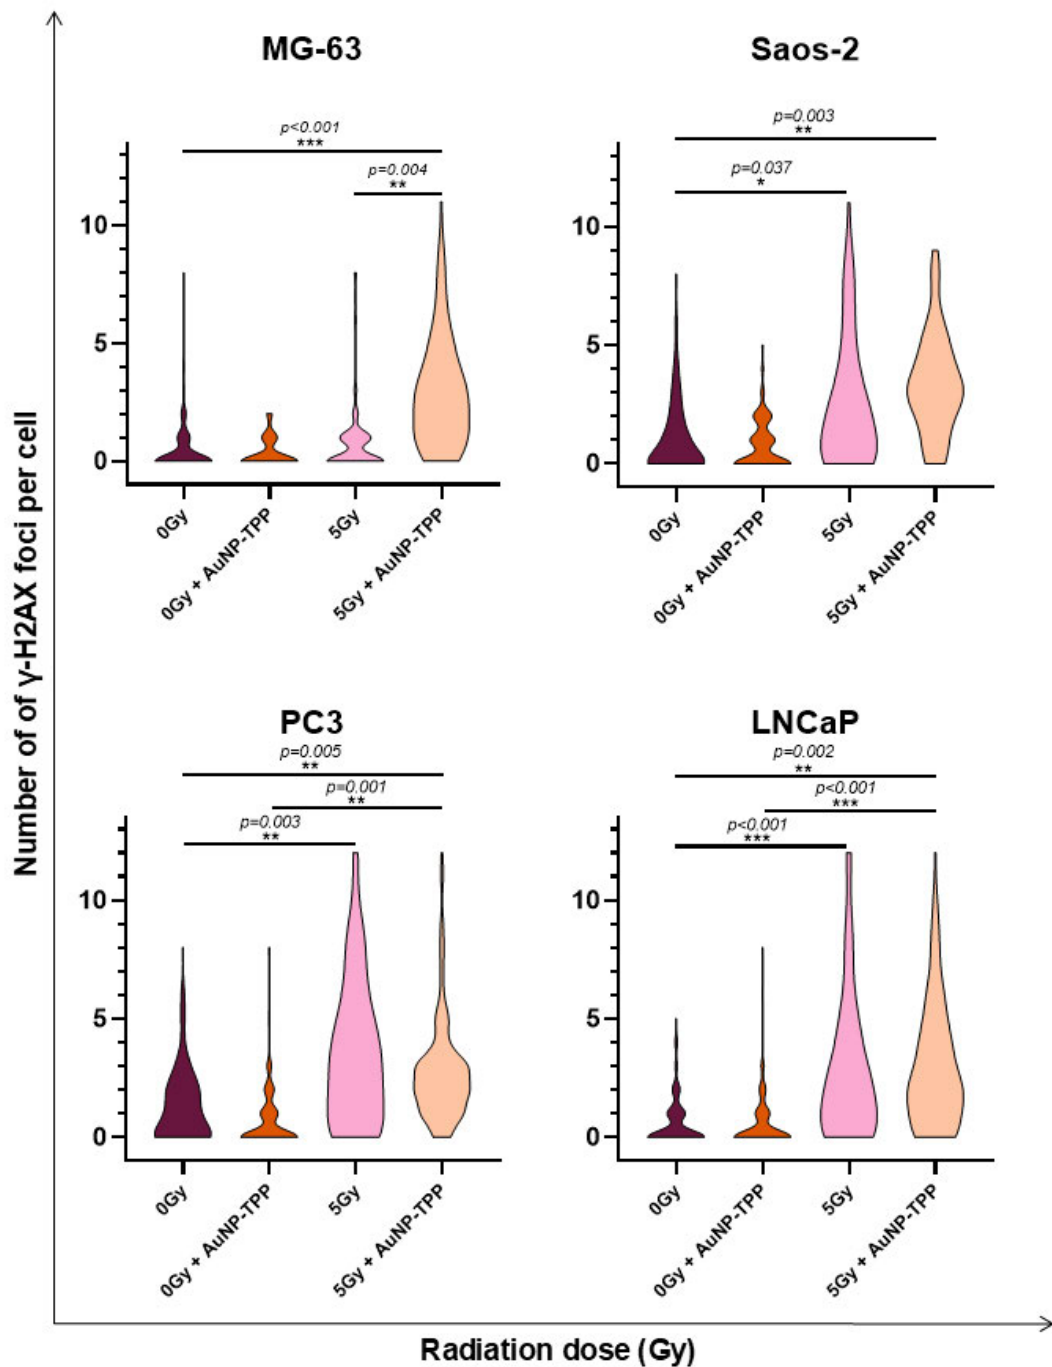 MG-63
p<0.001
***
p=0.004
**
10
5
0
0Gy
0Gy + AuNP-TPP
5Gy
5Gy + AuNP-TPP
Saos-2
p=0.003
**
p=0.037
*
10
5
0
0Gy
0Gy + AuNP-TPP
5Gy
5Gy + AuNP-TPP
Number of of γ-H2AX foci per cell
PC3
p=0.005
**
p=0.001
**
p=0.003
**
10
5
0
0Gy
0Gy + AuNP-TPP
5Gy
5Gy + AuNP-TPP
LNCaP
p=0.002
**
p<0.001
***
p<0.001
***
10
5
0
0Gy
0Gy + AuNP-TPP
5Gy
5Gy + AuNP-TPP
Radiation dose (Gy)